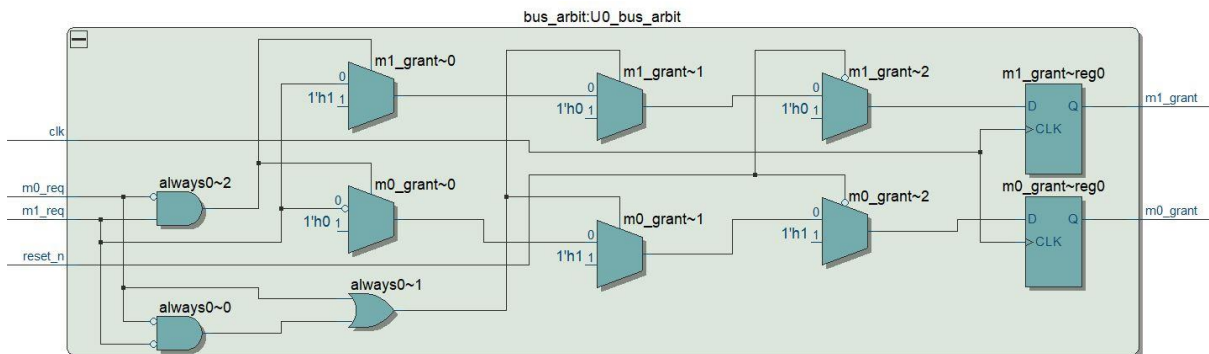 bus_arbit:U0_bus_arbit
m1_grant~0
m1_grant~1
m1_grant~2
m1_grant~reg0
0
1'h1 1
0
1'h0 1
0
1'h0 1
D Q
CLK
m1_grant
clk
m0_req
m1_req
reset_n
always0~2
m0_grant~0
m0_grant~1
m0_grant~2
m0_grant~reg0
0
1'h0 1
0
1'h1 1
0
1'h1 1
D Q
CLK
m0_grant
always0~0
always0~1